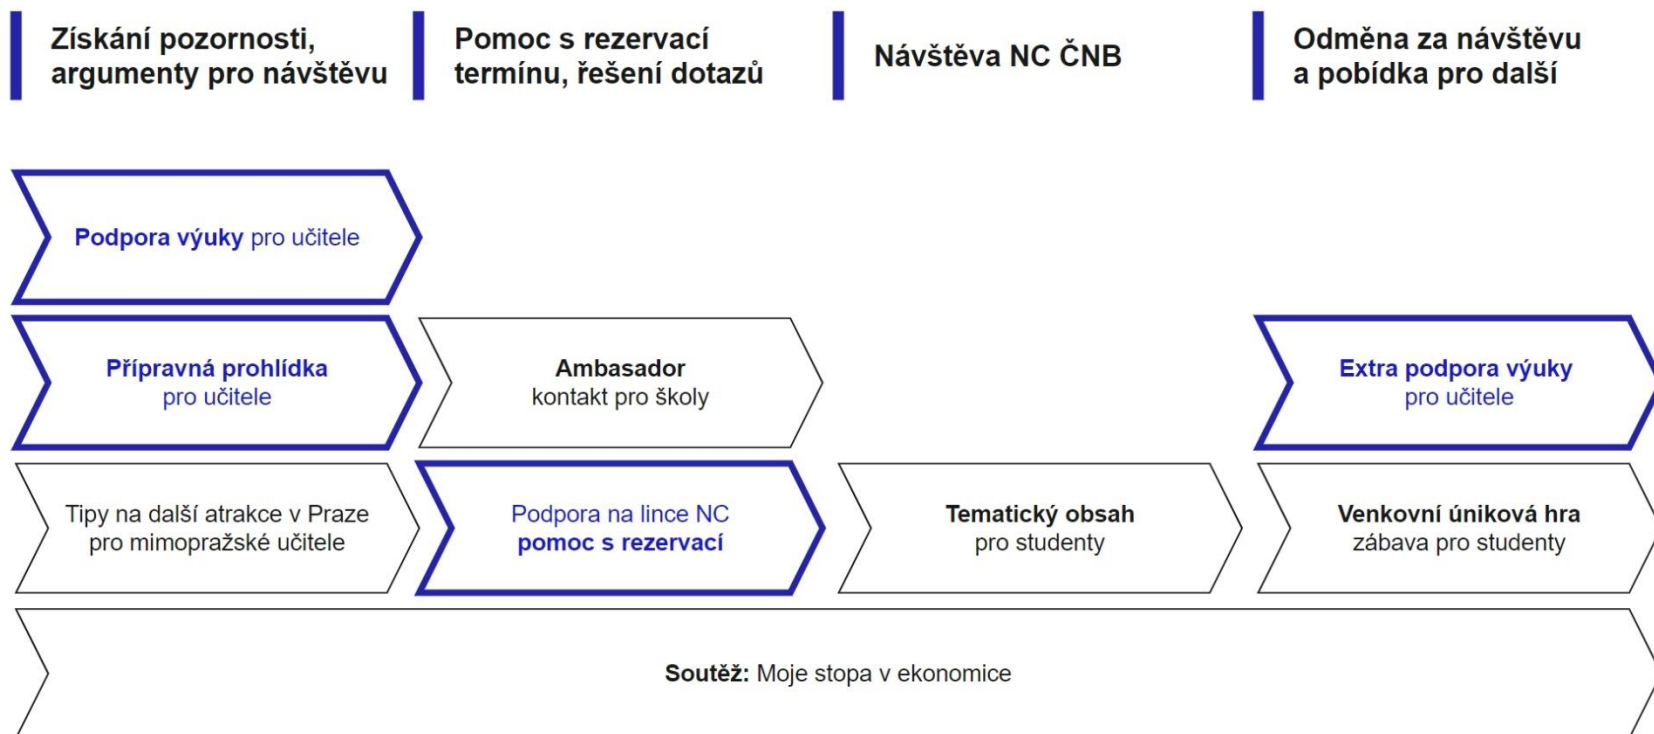 Získání pozornosti,
argumenty pro návštěvu
Pomoc s rezervací
termínu, řešení dotazů
Návštěva NC ČNB
Odměna za návštěvu
a pobídka pro další
Podpora výuky pro učitele
Přípravná prohlídka
pro učitele
Ambasador
kontakt pro školy
Extra podpora výuky
pro učitele
Tipy na další atrakce v Praze
pro mimopražské učitele
Podpora na lince NC
pomoc s rezervací
Tematický obsah
pro studenty
Venkovní úniková hra
zábava pro studenty
Soutěž: Moje stopa v ekonomice